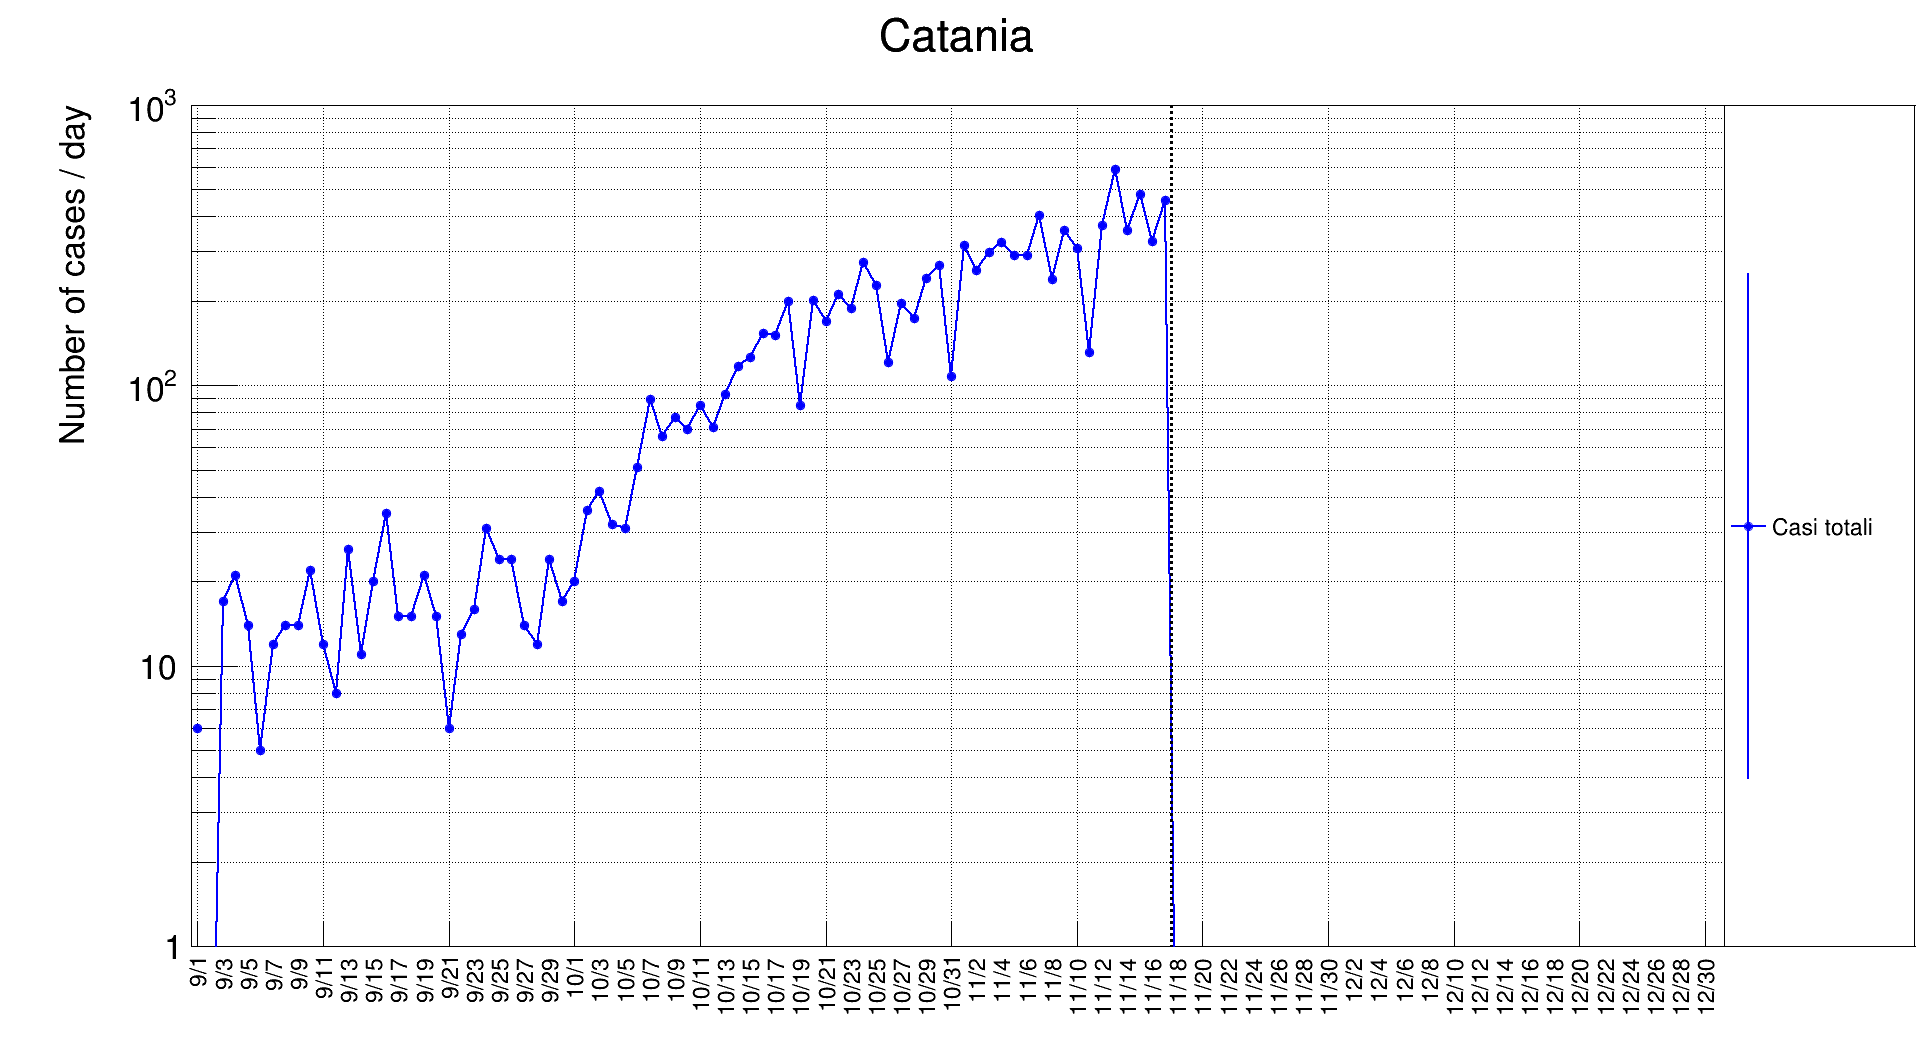 Catania
Number of cases / day
10³
10²
10
1
9/1 9/3 9/5 9/7 9/9 9/11 9/13 9/15 9/17 9/19 9/21 9/23 9/25 9/27 9/29 10/1 10/3 10/5 10/7 10/9 10/11 10/13 10/15 10/17 10/19 10/21 10/23 10/25 10/27 10/29 10/31 11/2 11/4 11/6 11/8 11/10 11/12 11/14 11/16 11/18 11/20 11/22 11/24 11/26 11/28 11/30 12/2 12/4 12/6 12/8 12/10 12/12 12/14 12/16 12/18 12/20 12/22 12/24 12/26 12/28 12/30
Casi totali